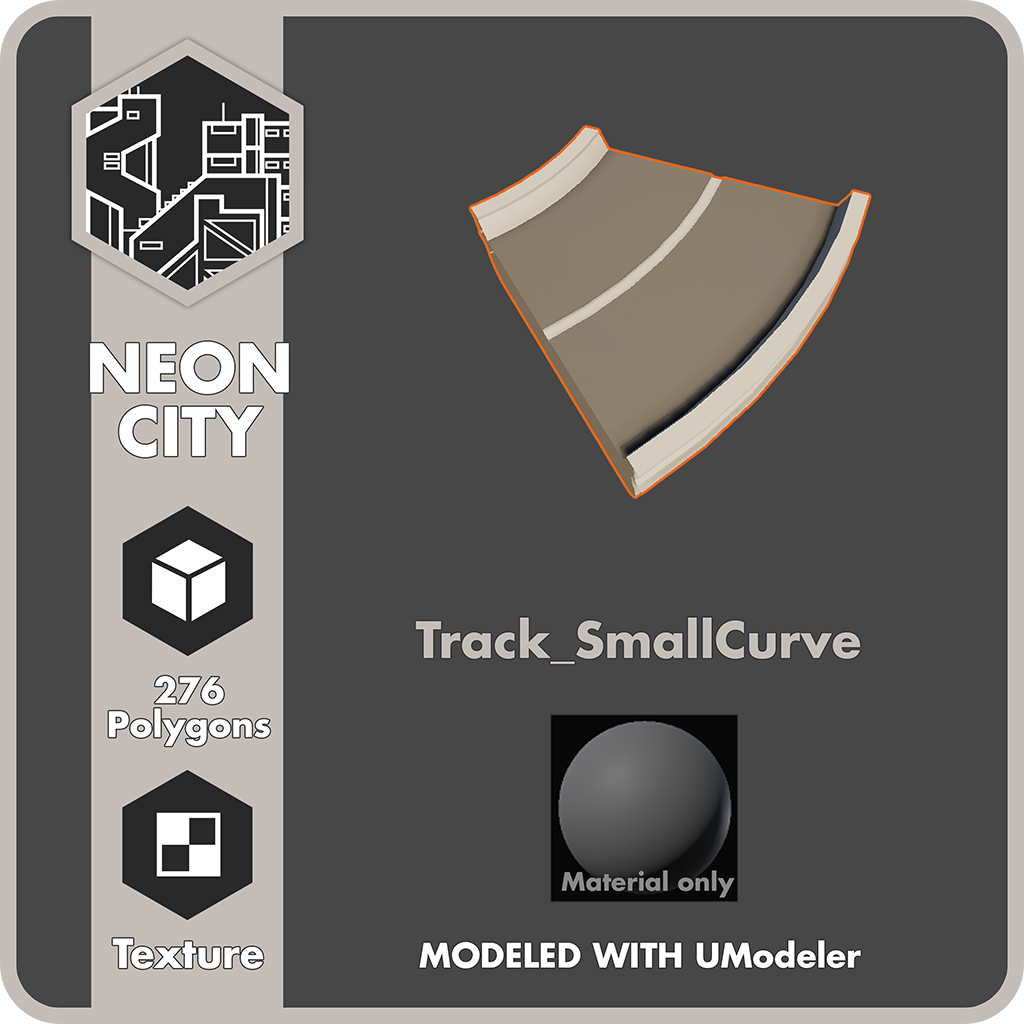 NEON
CITY
276
Polygons
Texture
Track_SmallCurve
Material only
MODELED WITH UModeler